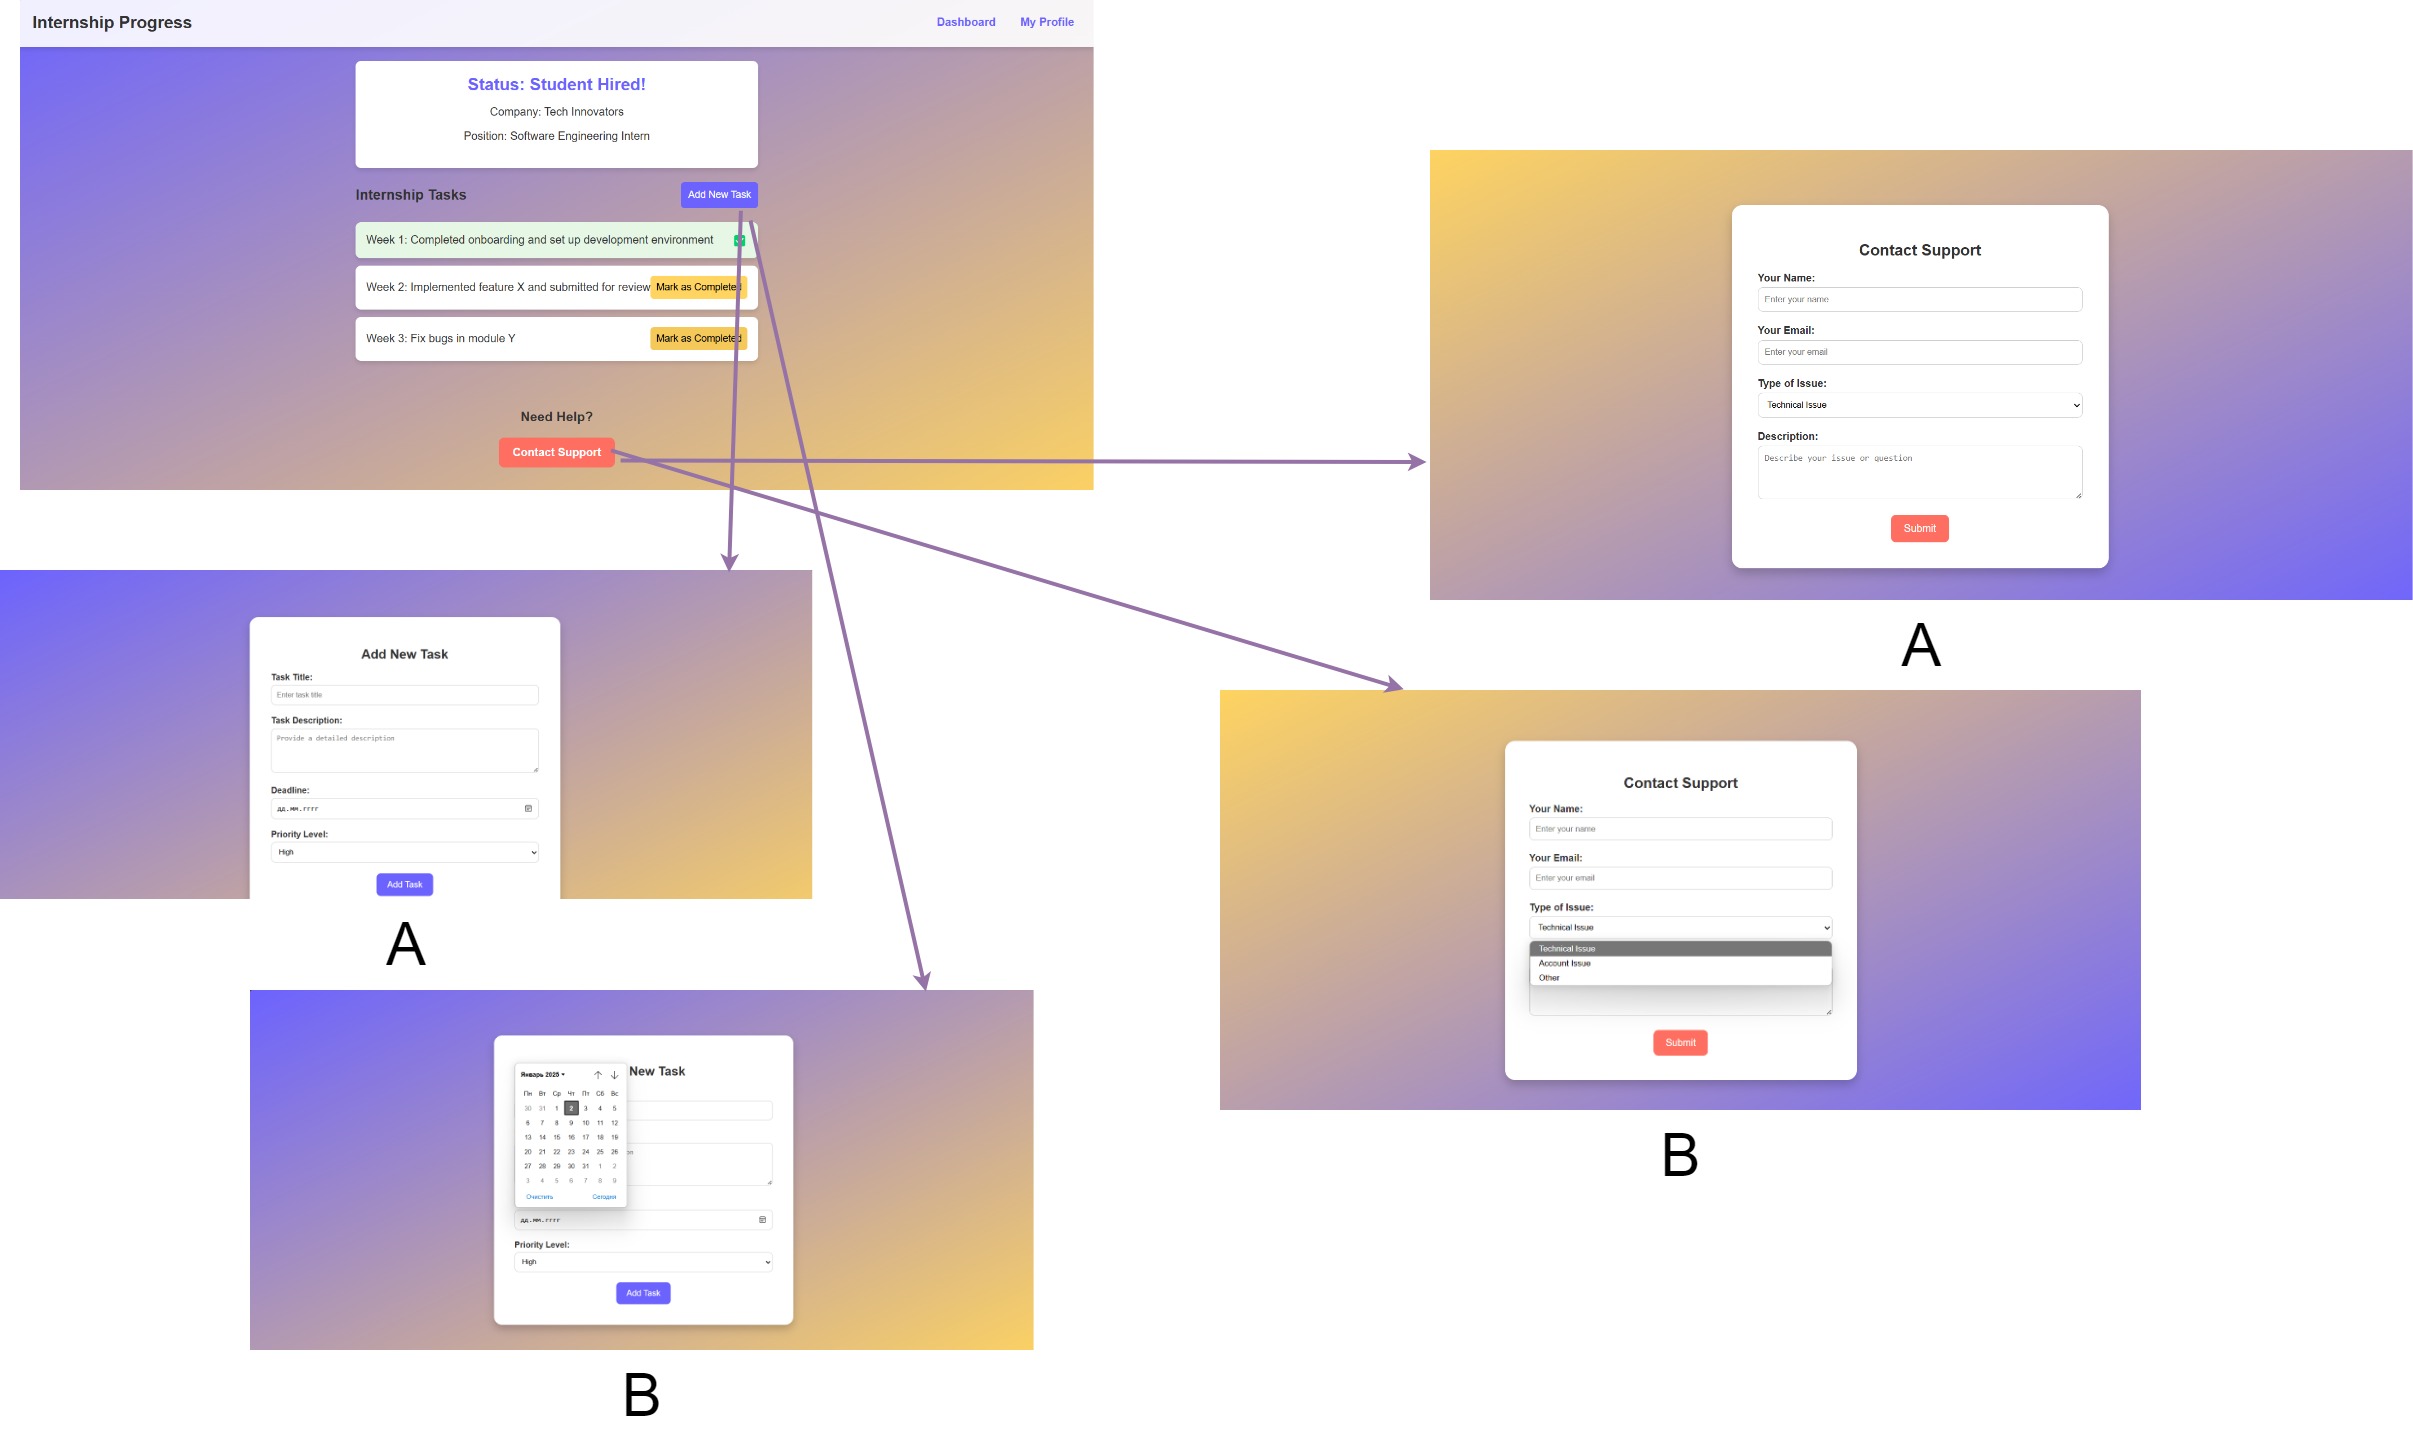 Internship Progress
Dashboard
My Profile
Status: Student Hired!
Company: Tech Innovators
Position: Software Engineering Intern
Internship Tasks
Add New Task
Week 1: Completed onboarding and set up development environment
Week 2: Implemented feature X and submitted for review
Mark as Completed
Week 3: Fix bugs in module Y
Mark as Completed
Need Help?
Contact Support
Contact Support
Your Name:
Enter your name
Your Email:
Enter your email
Type of Issue:
Technical Issue
Description:
Describe your issue or question
Submit
A
Add New Task
Task Title:
Enter task title
Task Description:
Provide a detailed description
Deadline:
дд.мм.гггг
Priority Level:
High
Add Task
A
Contact Support
Your Name:
Enter your name
Your Email:
Enter your email
Type of Issue:
Technical Issue
Technical Issue
Account Issue
Other
Submit
B
New Task
Январь 2025
Пн Вт Ср Чт Пт Сб Вс
30 31 1 2 3 4 5
6 7 8 9 10 11 12
13 14 15 16 17 18 19
20 21 22 23 24 25 26
27 28 29 30 31 1 2
3 4 5 6 7 8 9
Очистить
Сегодня
дд.мм.гггг
Priority Level:
High
Add Task
B